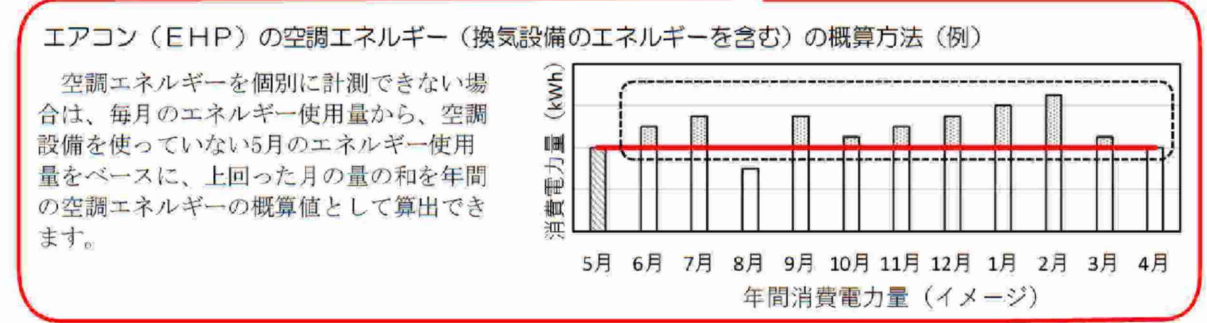 エアコン(EHP)の空調エネルギー(換気設備のエネルギーを含む)の概算方法(例)
空調エネルギーを個別に計測できない場
合は、毎月のエネルギー使用量から、空調
設備を使っていない5月のエネルギー使用
量をベースに、上回った月の量の和を年間
の空調エネルギーの概算値として算出でき
ます。
消費電力量(kWh)
5月 6月 7月 8月 9月 10月 11月 12月 1月 2月 3月 4月
年間消費電力量(イメージ)